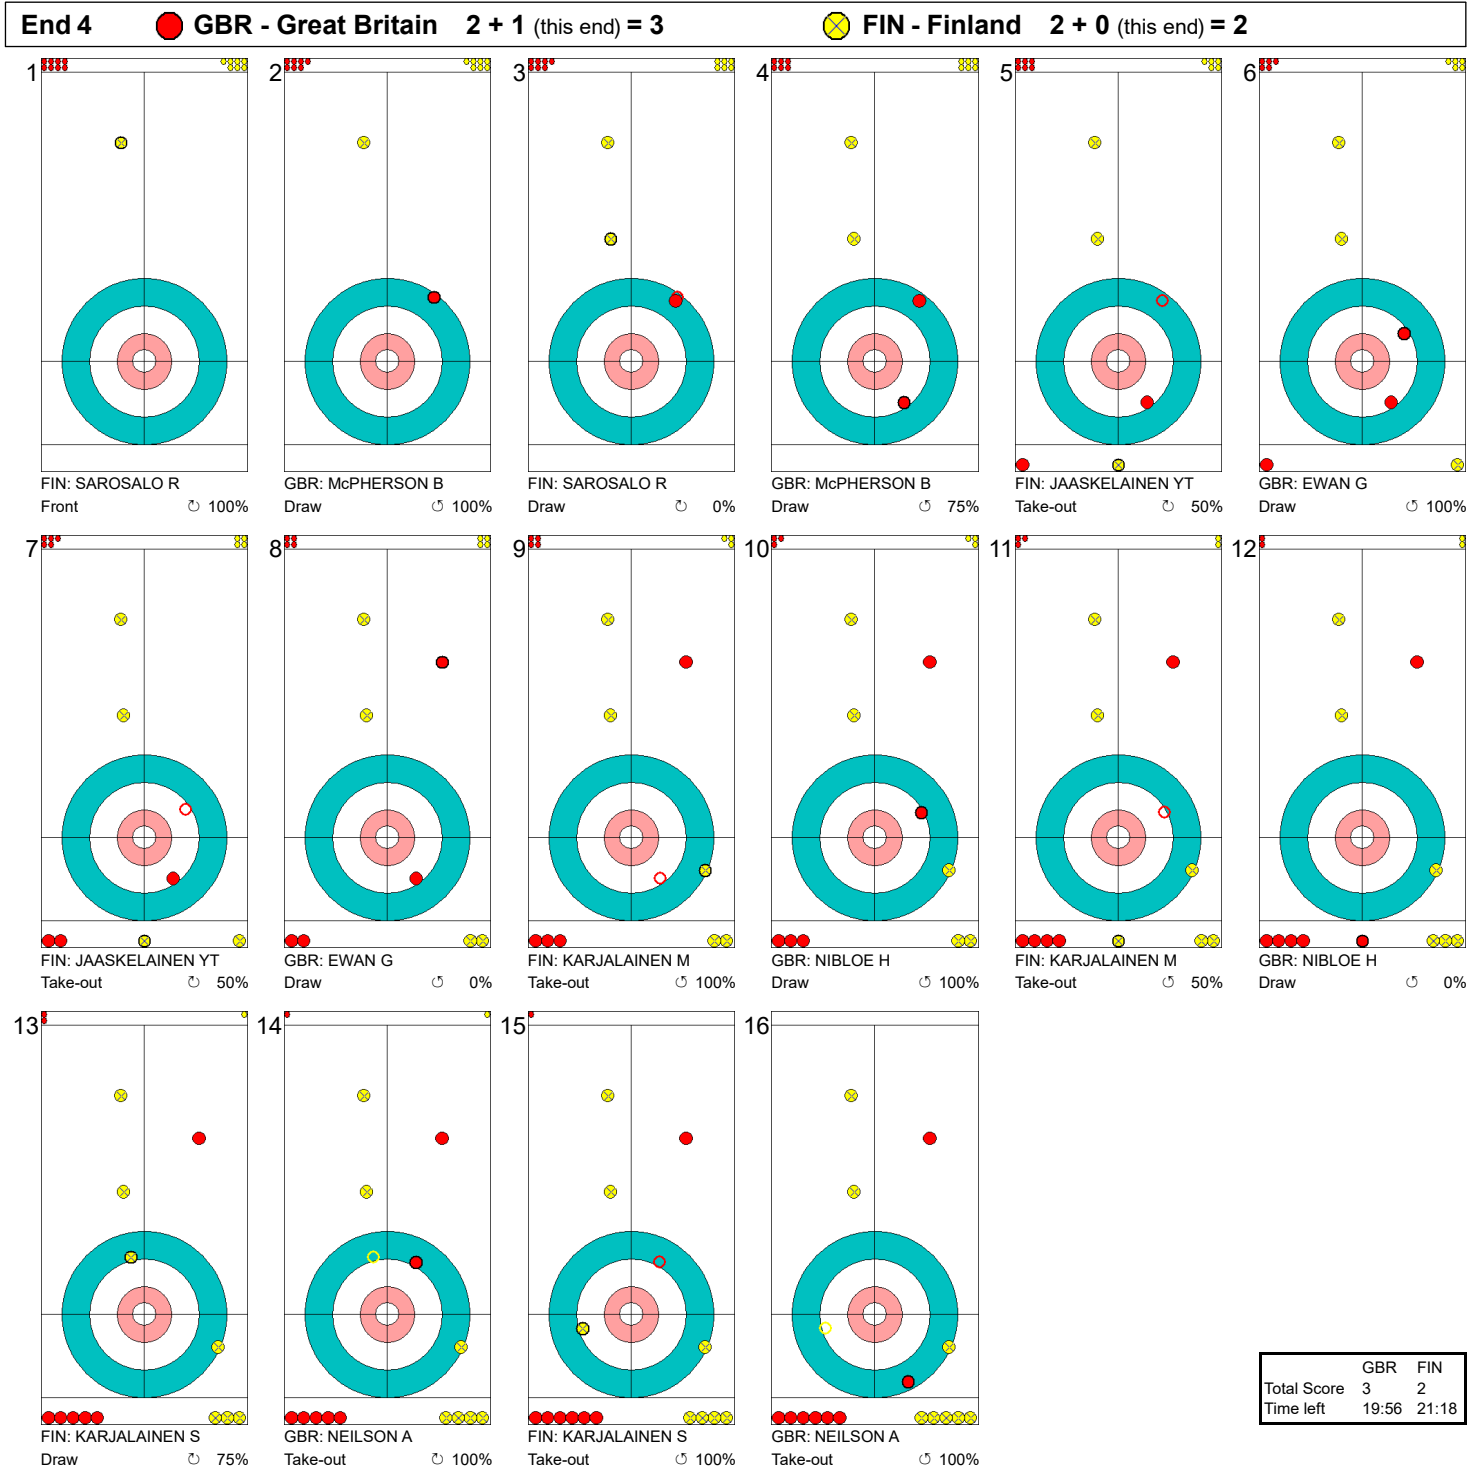 End 4 GBR - Great Britain 2 + 1 (this end) = 3 FIN - Finland 2 + 0 (this end) = 2
1 2 3 4 5 6
FIN: SAROSALO R GBR: McPHERSON B FIN: SAROSALO R GBR: McPHERSON B FIN: JAASKELAINEN YT GBR: EWAN G
Front ↻ 100% Draw ↺ 100% Draw ↻ 0% Draw ↺ 75% Take-out ↻ 50% Draw ↺ 100%
7 8 9 10 11 12
FIN: JAASKELAINEN YT GBR: EWAN G FIN: KARJALAINEN M GBR: NIBLOE H FIN: KARJALAINEN M GBR: NIBLOE H
Take-out ↻ 50% Draw ↺ 0% Take-out ↺ 100% Draw ↺ 100% Take-out ↺ 50% Draw ↻ 0%
13 14 15 16
FIN: KARJALAINEN S GBR: NEILSON A FIN: KARJALAINEN S GBR: NEILSON A
Draw ↻ 75% Take-out ↺ 100% Take-out ↺ 100% Take-out ↺ 100%
GBR FIN
Total Score 3 2
Time left 19:56 21:18